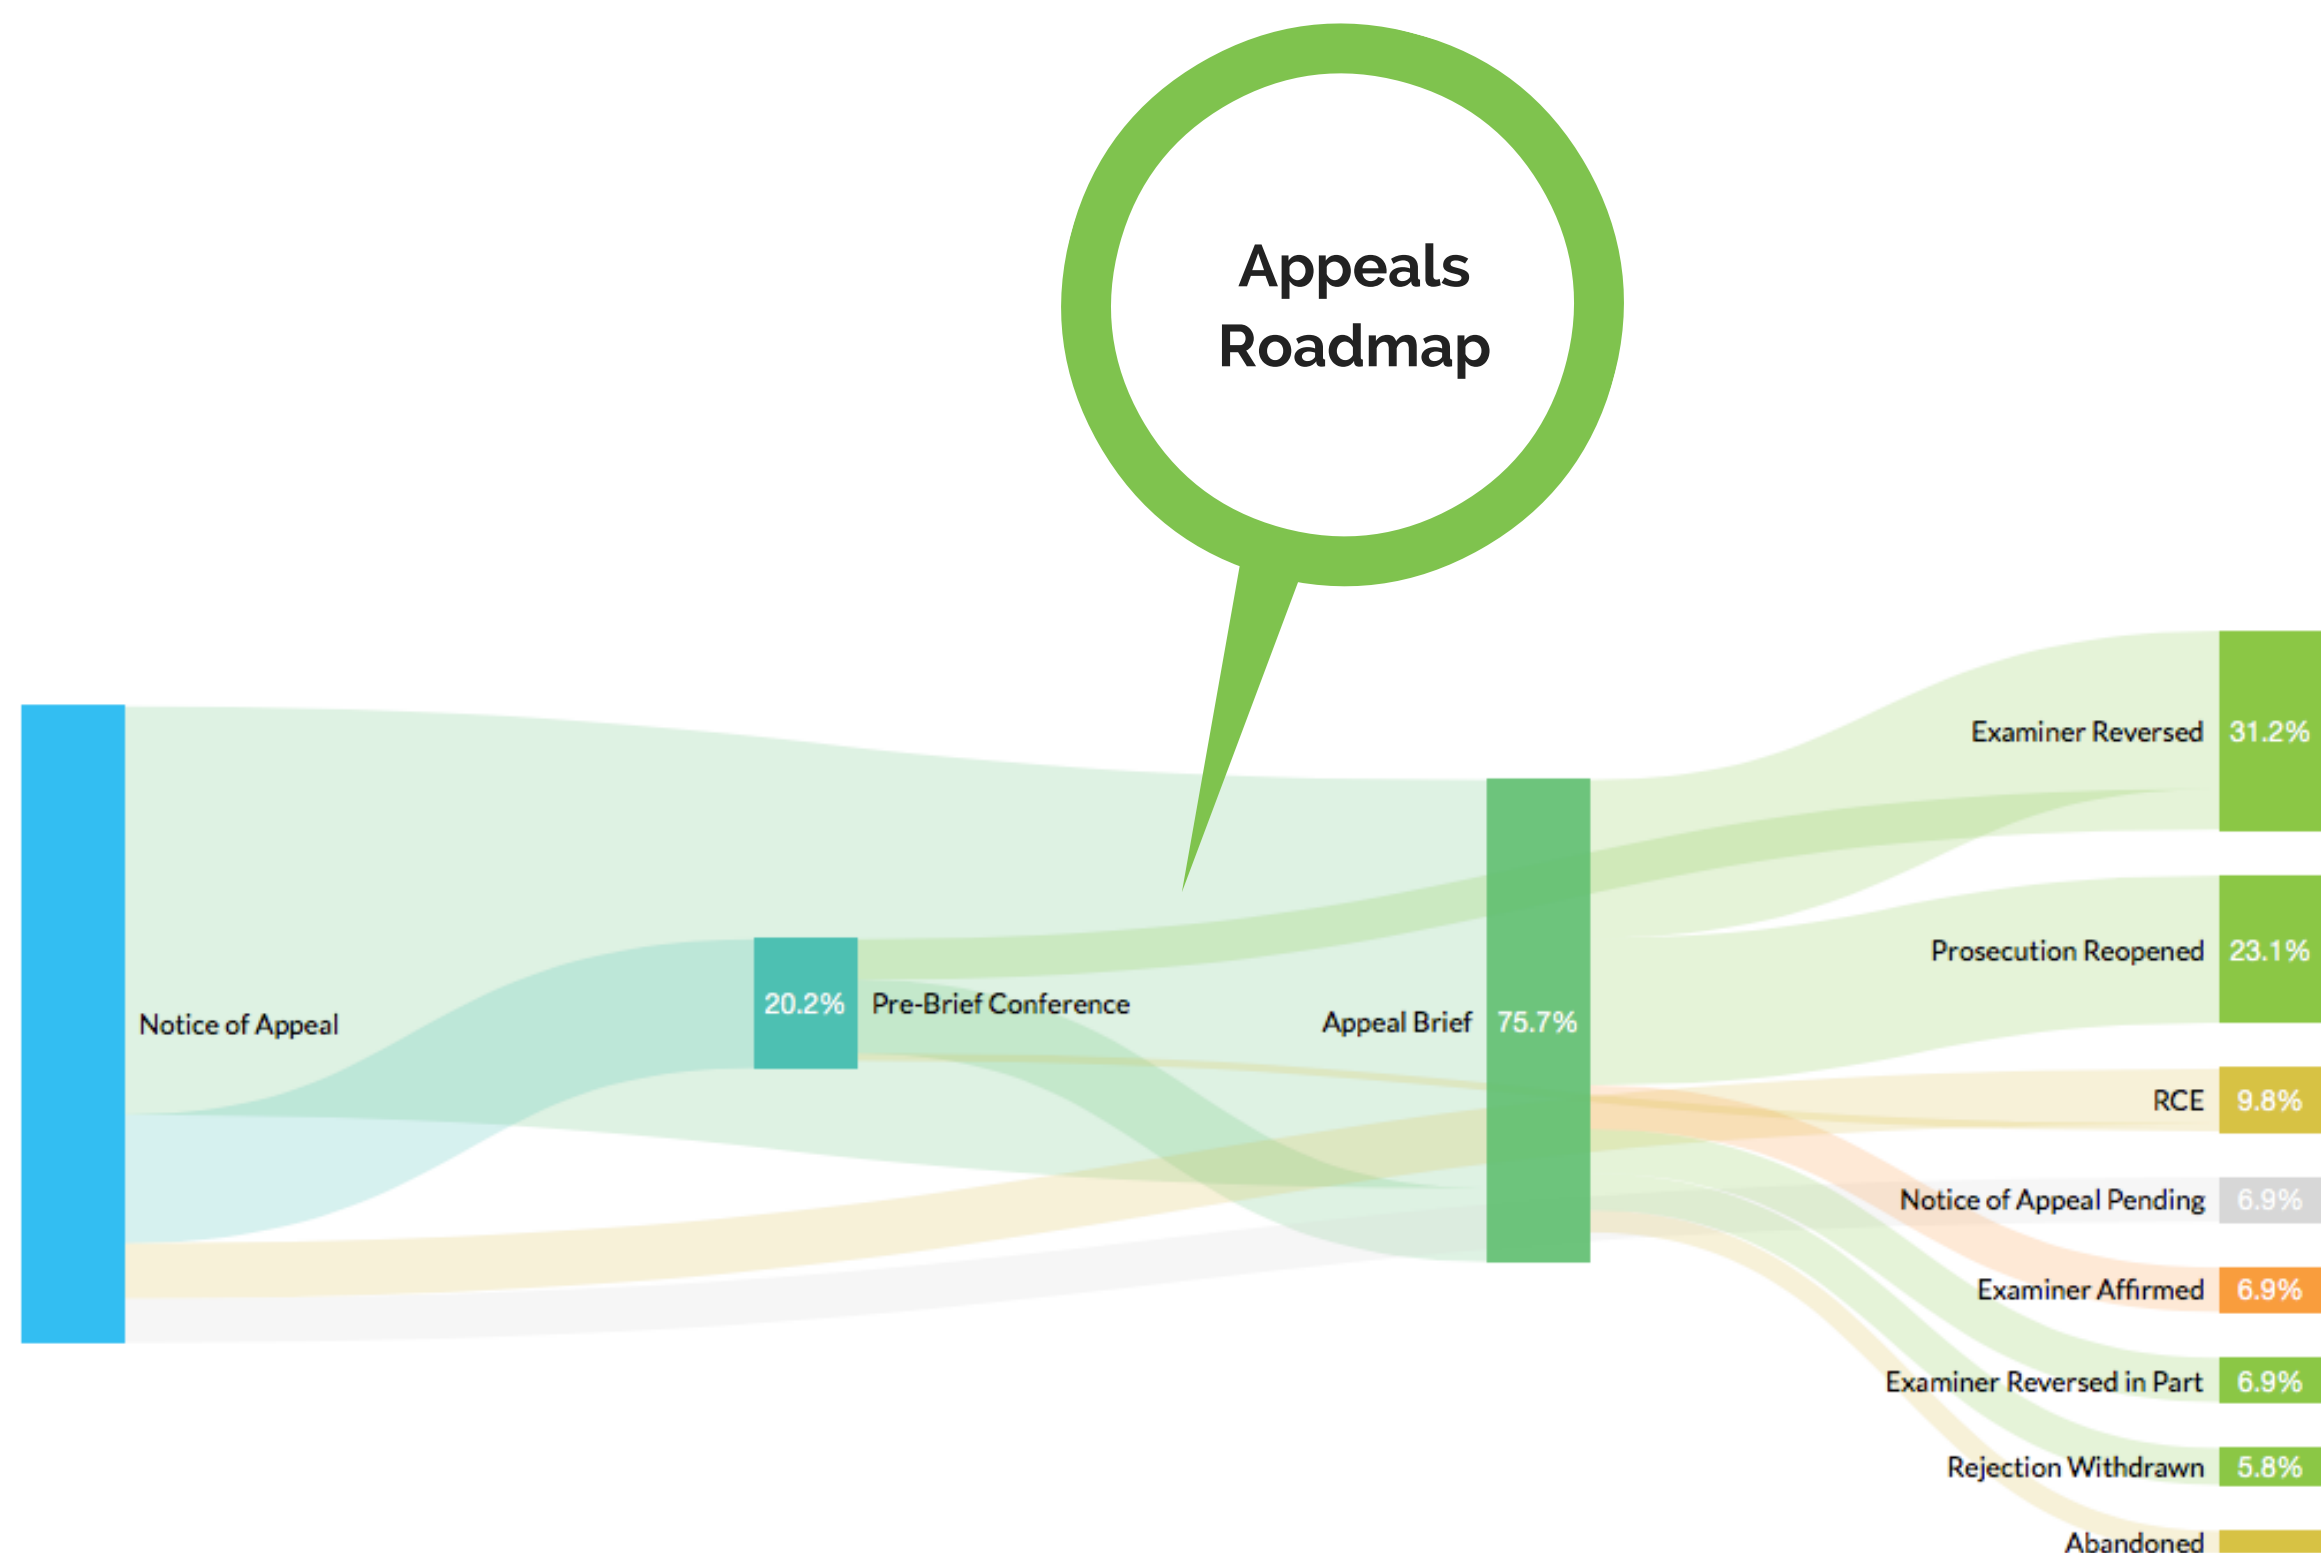 Appeals
Roadmap
Notice of Appeal
20.2% Pre-Brief Conference
Appeal Brief 75.7%
Examiner Reversed 31.2%
Prosecution Reopened 23.1%
RCE 9.8%
Notice of Appeal Pending 6.9%
Examiner Affirmed 6.9%
Examiner Reversed in Part 6.9%
Rejection Withdrawn 5.8%
Abandoned